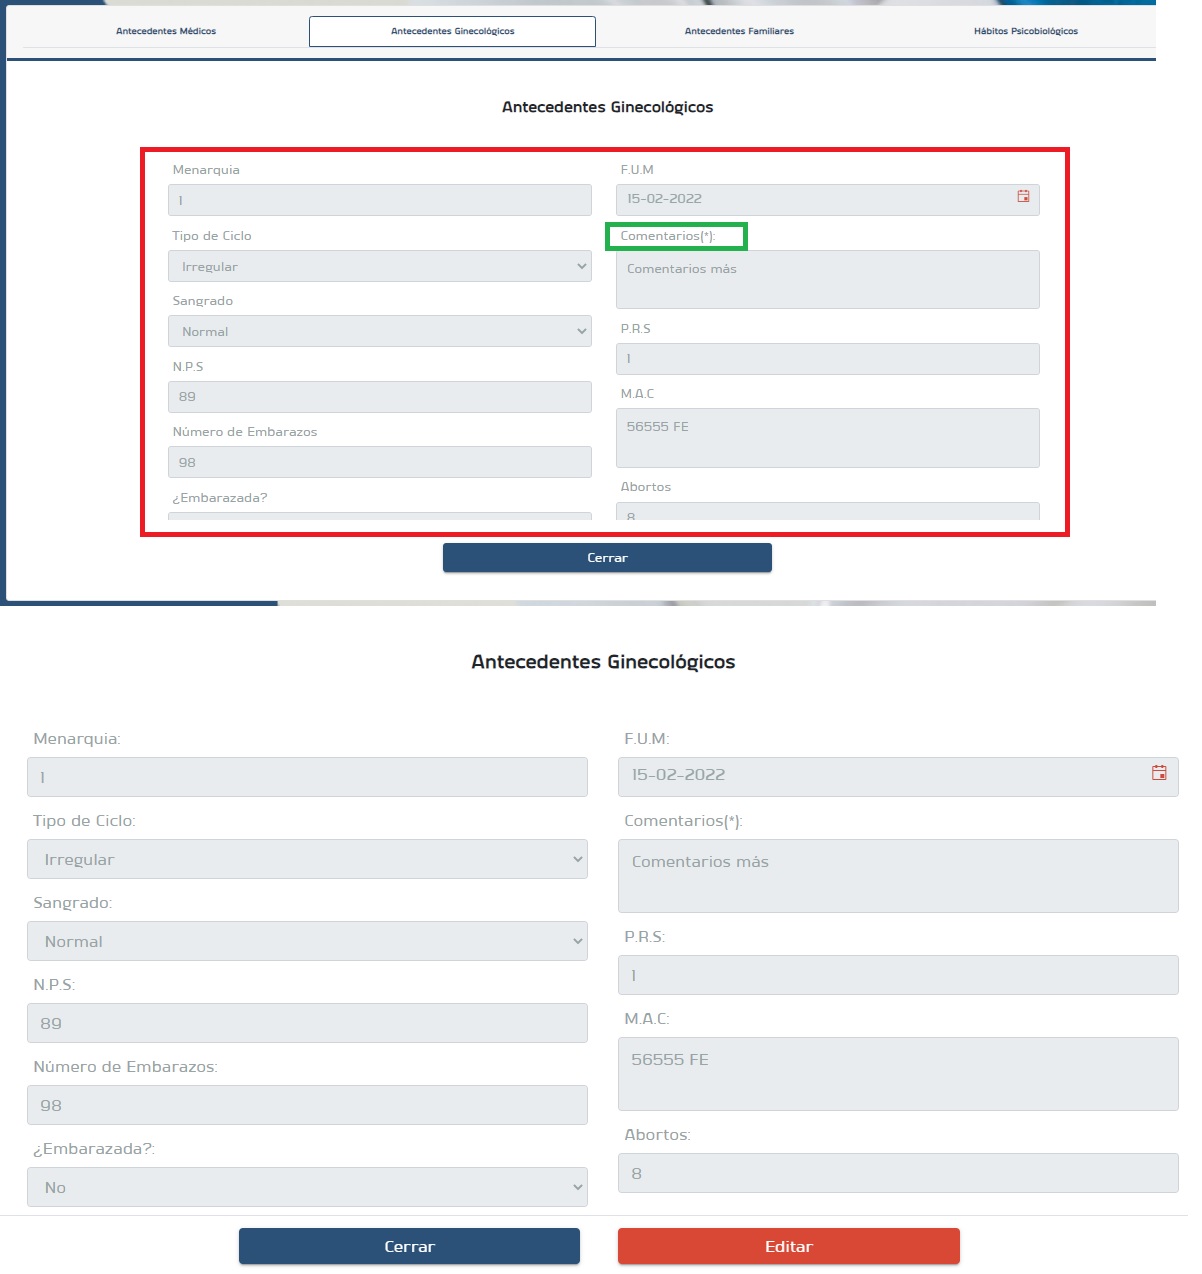 Antecedentes Médicos
Antecedentes Ginecológicos
Antecedentes Familiares
Hábitos Psicobiológicos
Antecedentes Ginecológicos
Menarquia
1
Tipo de Ciclo
Irregular
Sangrado
Normal
N.P.S
89
Número de Embarazos
98
¿Embarazada?
F.U.M
15-02-2022
Comentarios(*):
Comentarios más
P.R.S
1
M.A.C
56555 FE
Abortos
8
Cerrar
Antecedentes Ginecológicos
Menarquia:
1
Tipo de Ciclo:
Irregular
Sangrado:
Normal
N.P.S:
89
Número de Embarazos:
98
¿Embarazada?:
No
F.U.M:
15-02-2022
Comentarios(*):
Comentarios más
P.R.S:
1
M.A.C:
56555 FE
Abortos:
8
Cerrar
Editar